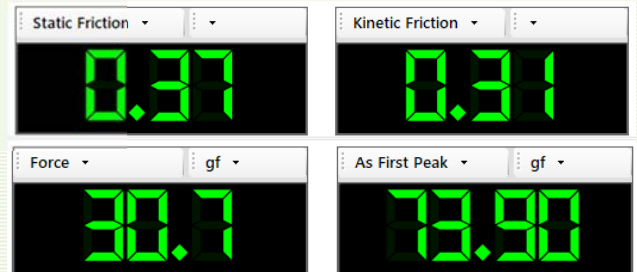 Static Friction
Kinetic Friction
0.37
0.31
Force gf
As First Peak gf
30.7
73.90